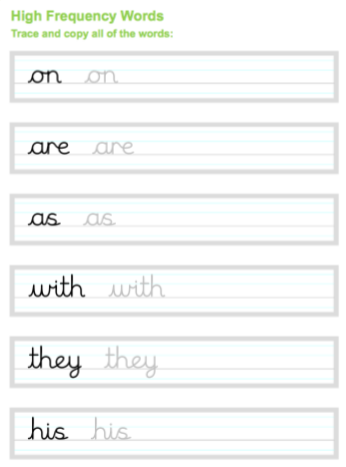 High Frequency Words
Trace and copy all of the words:
on on
are are
as as
with with
they they
his his